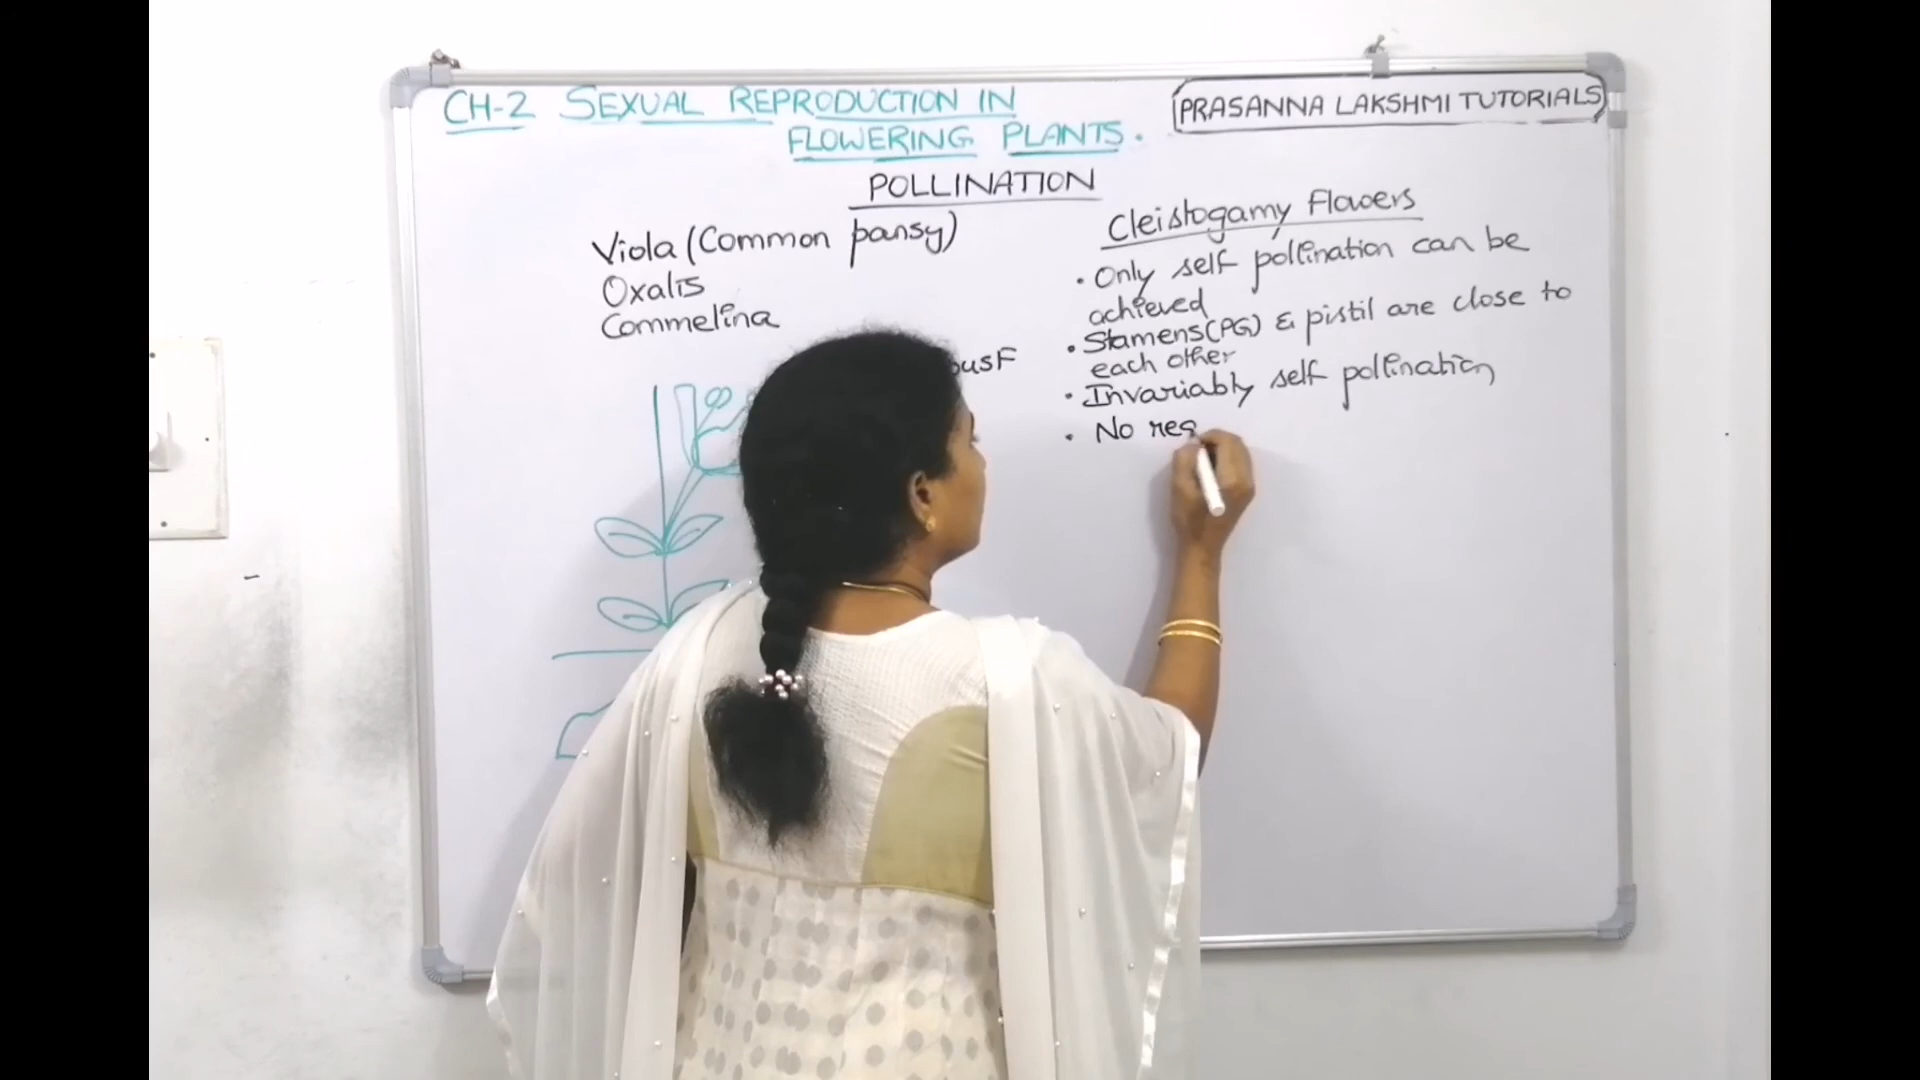 CH-2 SEXUAL REPRODUCTION IN
FLOWERING PLANTS.
PRASANNA LAKSHMI TUTORIALS
POLLINATION
Viola (Common pansy)
Oxalis
Commelina
Cleistogamy Flowers
• Only self pollination can be
achieved
• Stamens(PG) & pistil are close to
each other
• Invariably self pollination
• No res